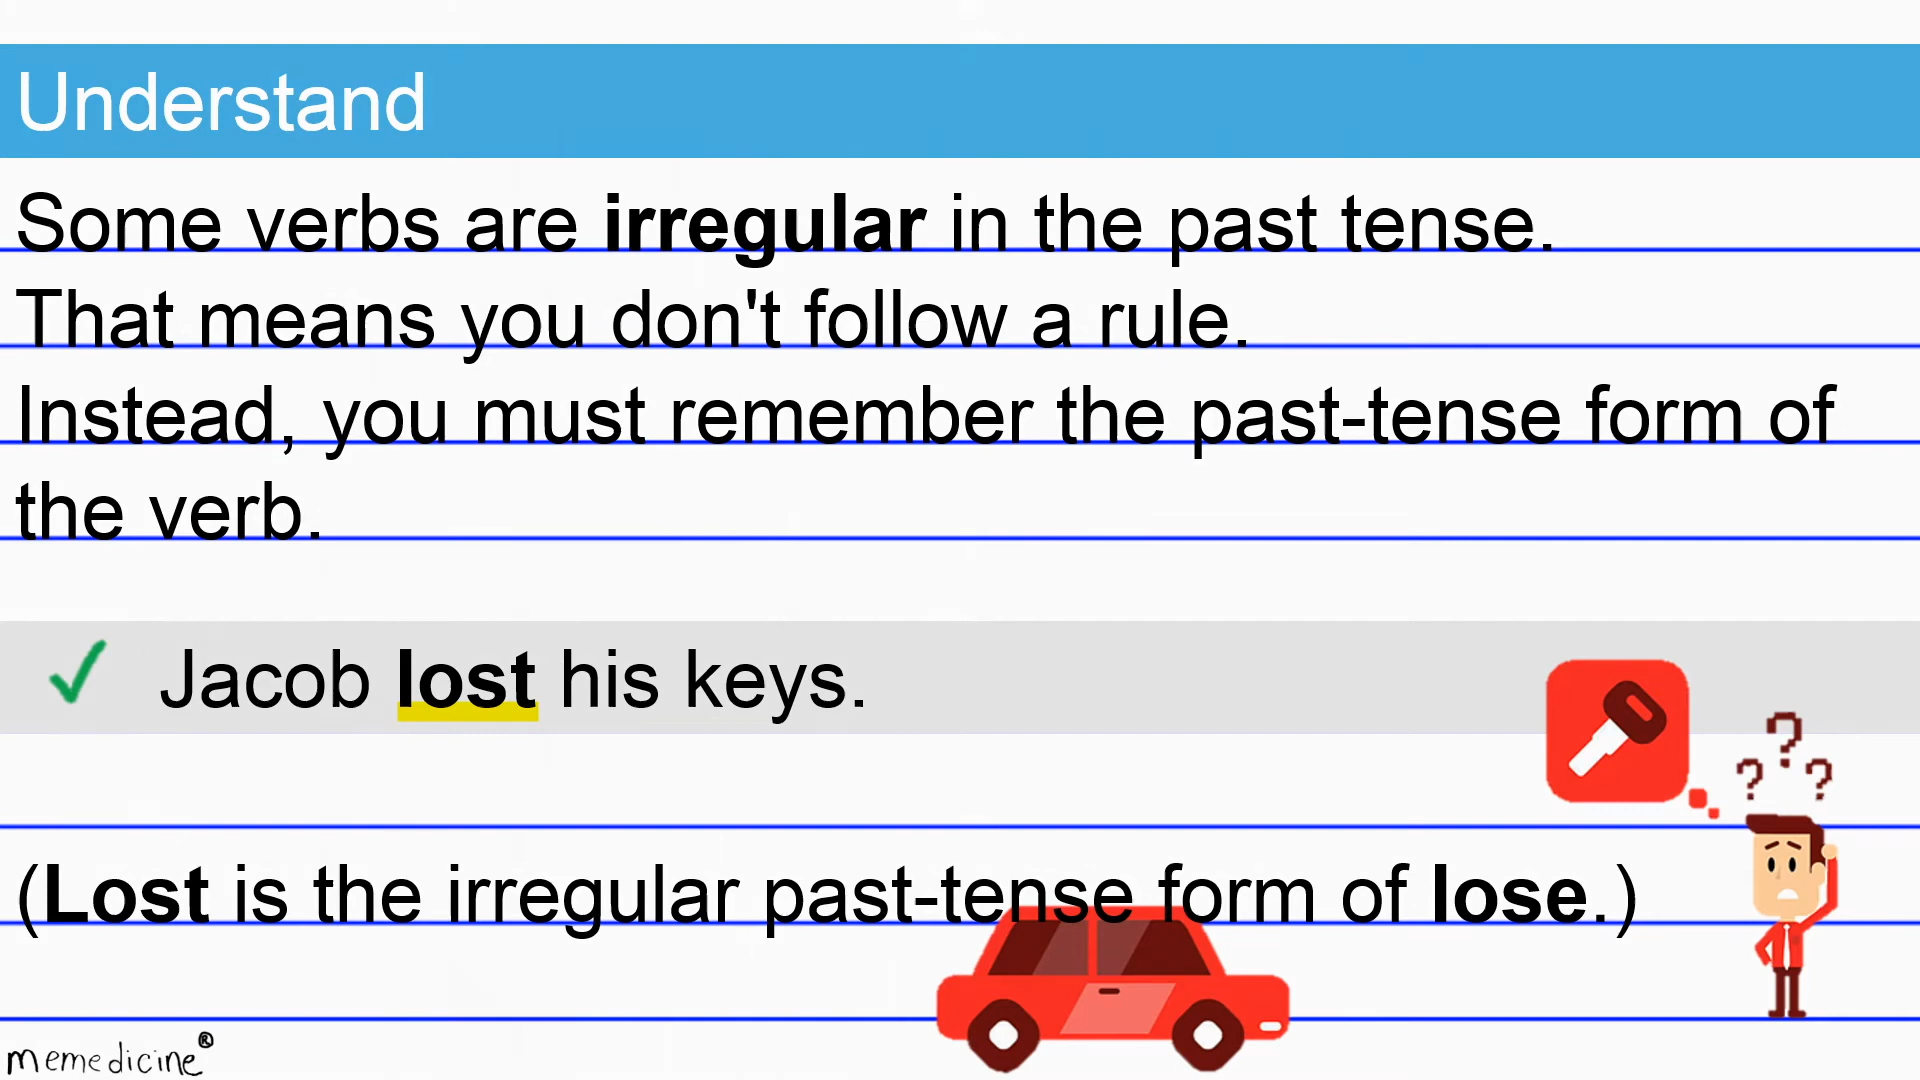 Understand
Some verbs are irregular in the past tense.
That means you don't follow a rule.
Instead, you must remember the past-tense form of
the verb.
Jacob lost his keys.
? ? ?
(Lost is the irregular past-tense form of lose.)
memedicine®